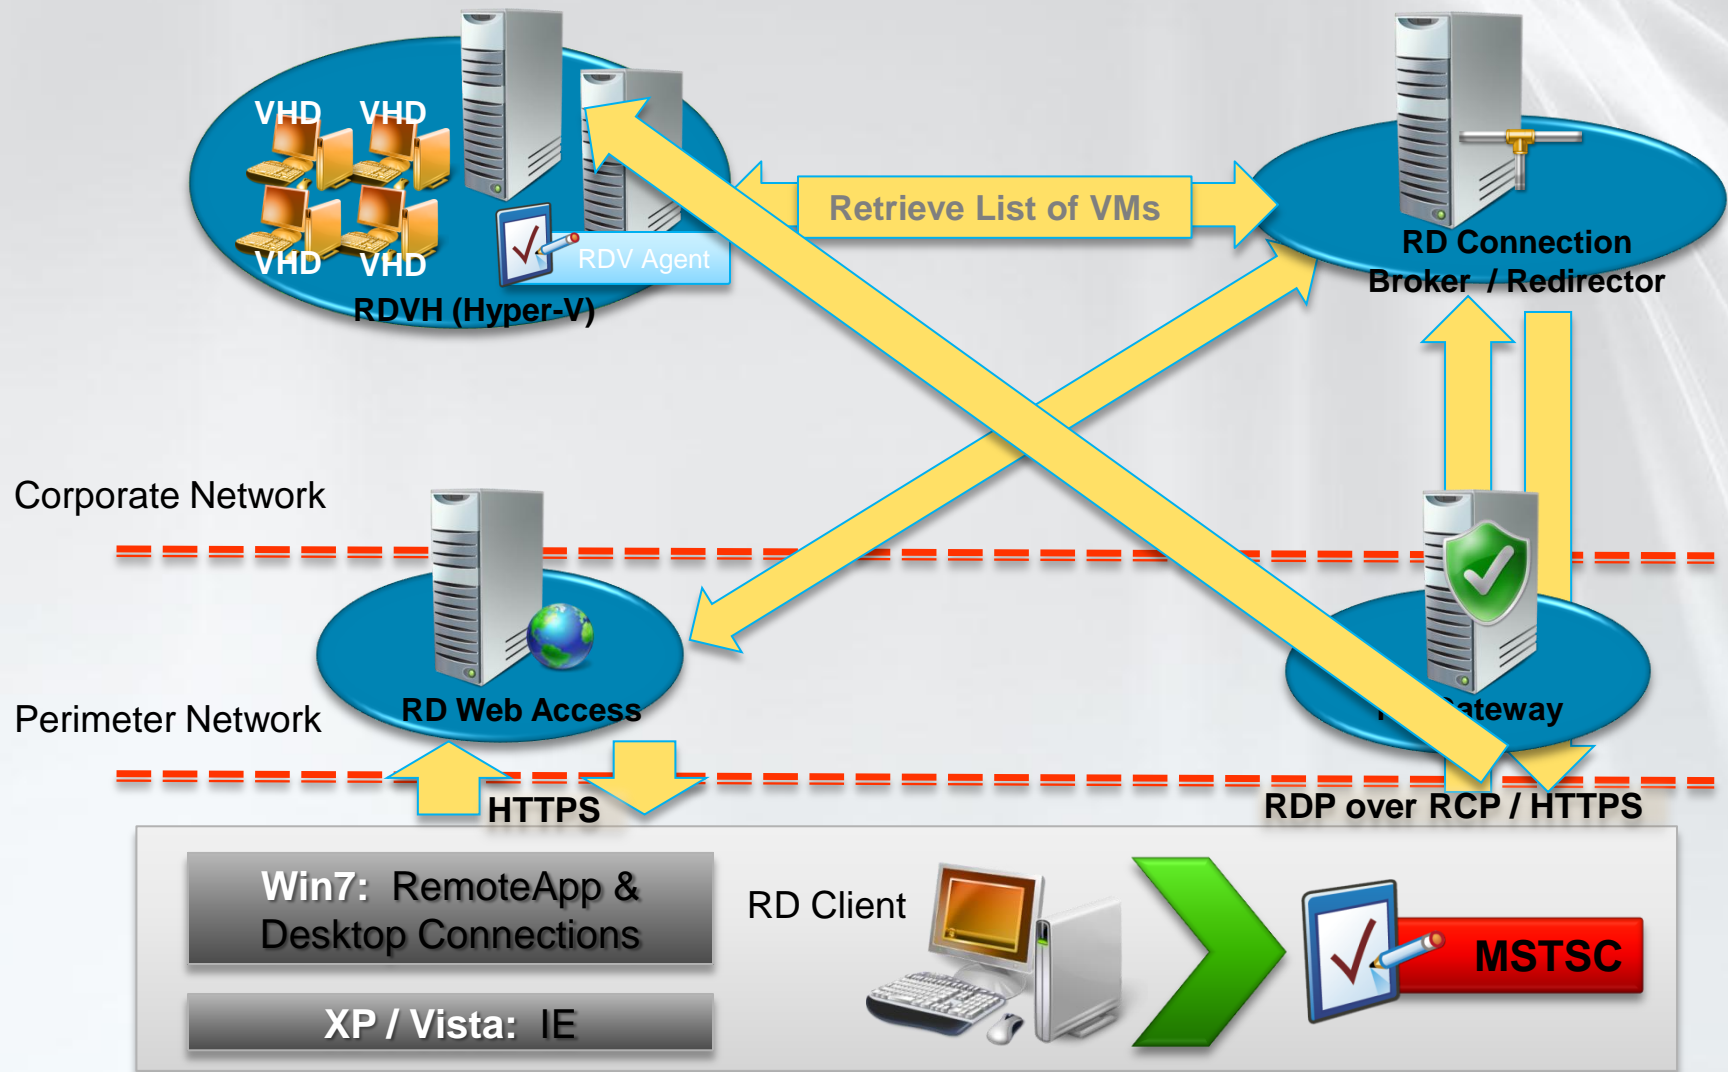 VHD VHD
VHD VHD
RDV Agent
RDVH (Hyper-V)
Retrieve List of VMs
RD Connection
Broker / Redirector
Corporate Network
RD Web Access
Perimeter Network
HTTPS
RDP over RCP / HTTPS
Win7: RemoteApp &
Desktop Connections
XP / Vista: IE
RD Client
MSTSC